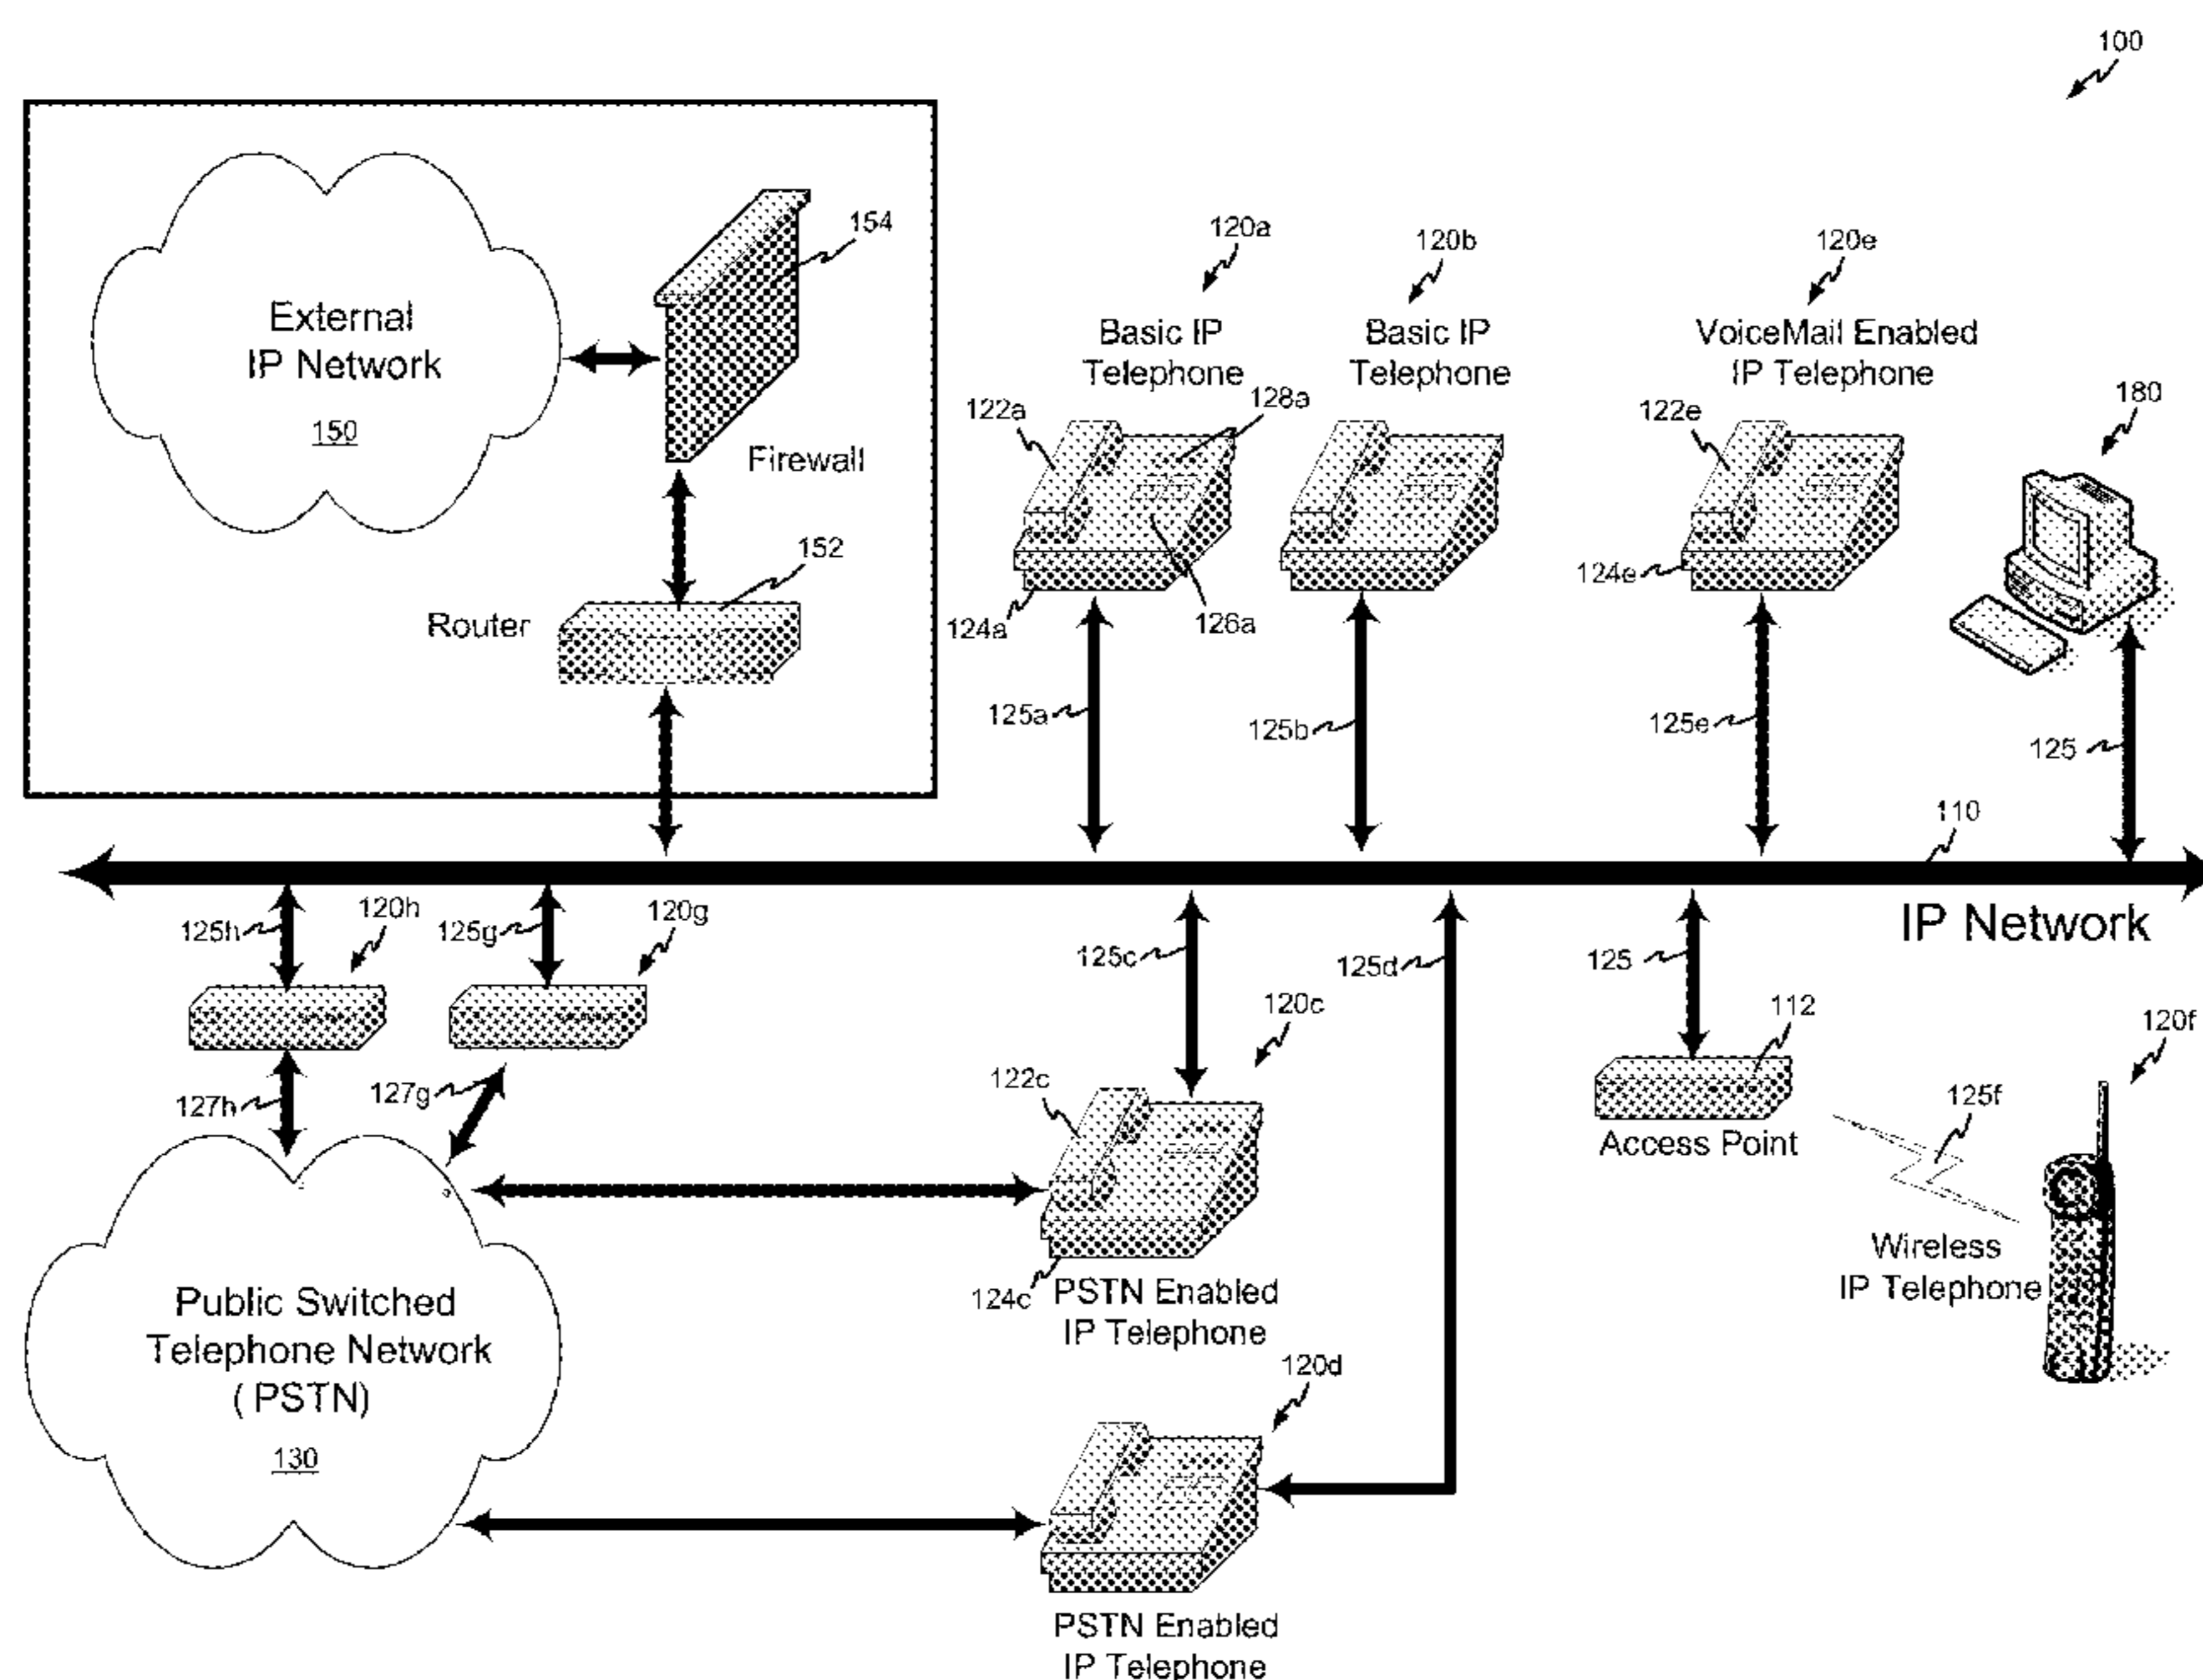 100
External
IP Network
150
154
Firewall
152
Router
120a
Basic IP
Telephone
122a
128a
124a
126a
125a
120b
Basic IP
Telephone
125b
120e
VoiceMail Enabled
IP Telephone
122e
124e
125e
180
125
110
IP Network
125h
120h
127h
125g
120g
127g
125c
120c
122c
124c
PSTN Enabled
IP Telephone
125d
120d
PSTN Enabled
IP Telephone
125
112
Access Point
125f
120f
Wireless
IP Telephone
Public Switched
Telephone Network
( PSTN)
130